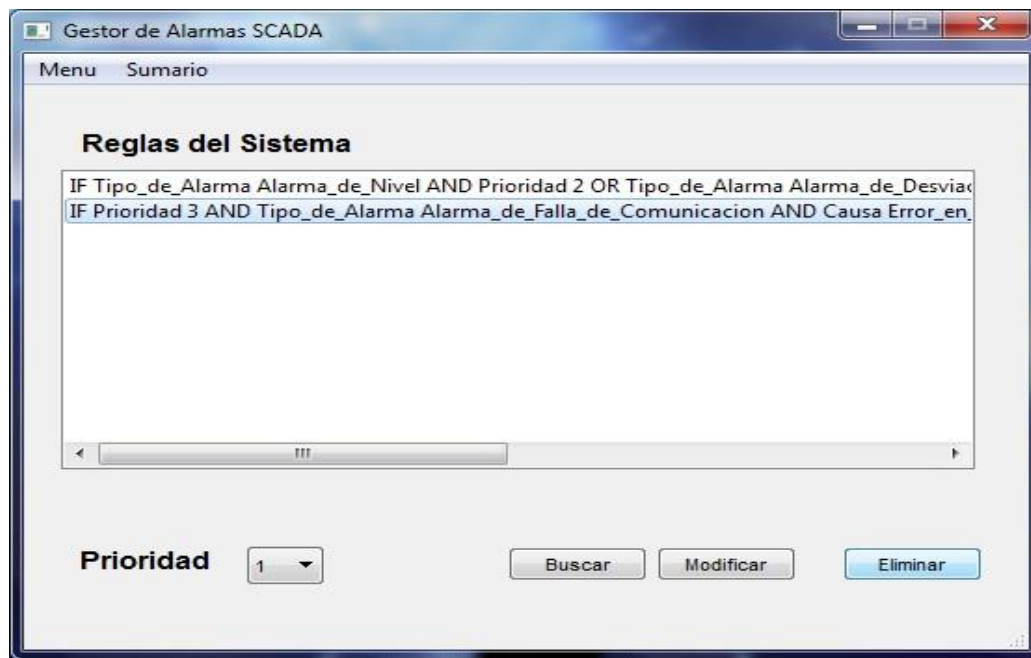 Gestor de Alarmas SCADA
Menu Sumario
Reglas del Sistema
IF Tipo_de_Alarma Alarma_de_Nivel AND Prioridad 2 OR Tipo_de_Alarma Alarma_de_Desviac
IF Prioridad 3 AND Tipo_de_Alarma Alarma_de_Falla_de_Comunicacion AND Causa Error_en_
Prioridad 1 Buscar Modificar Eliminar